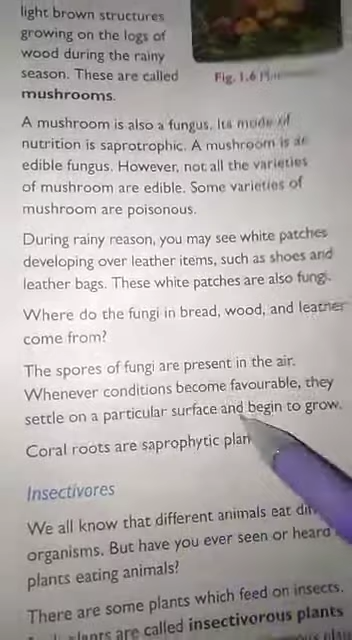 light brown structures
growing on the logs of
wood during the rainy
season. These are called
mushrooms.
Fig. 1.6
A mushroom is also a fungus. Its mode of
nutrition is saprotrophic. A mushroom is an
edible fungus. However, not all the varieties
of mushroom are edible. Some varieties of
mushroom are poisonous.
During rainy reason, you may see white patches
developing over leather items, such as shoes and
leather bags. These white patches are also fungi.
Where do the fungi in bread, wood, and leather
come from?
The spores of fungi are present in the air.
Whenever conditions become favourable, they
settle on a particular surface and begin to grow.
Coral roots are saprophytic plan
Insectivores
We all know that different animals eat
organisms. But have you ever seen or heard
plants eating animals?
There are some plants which feed on insects.
plants are called insectivorous plants